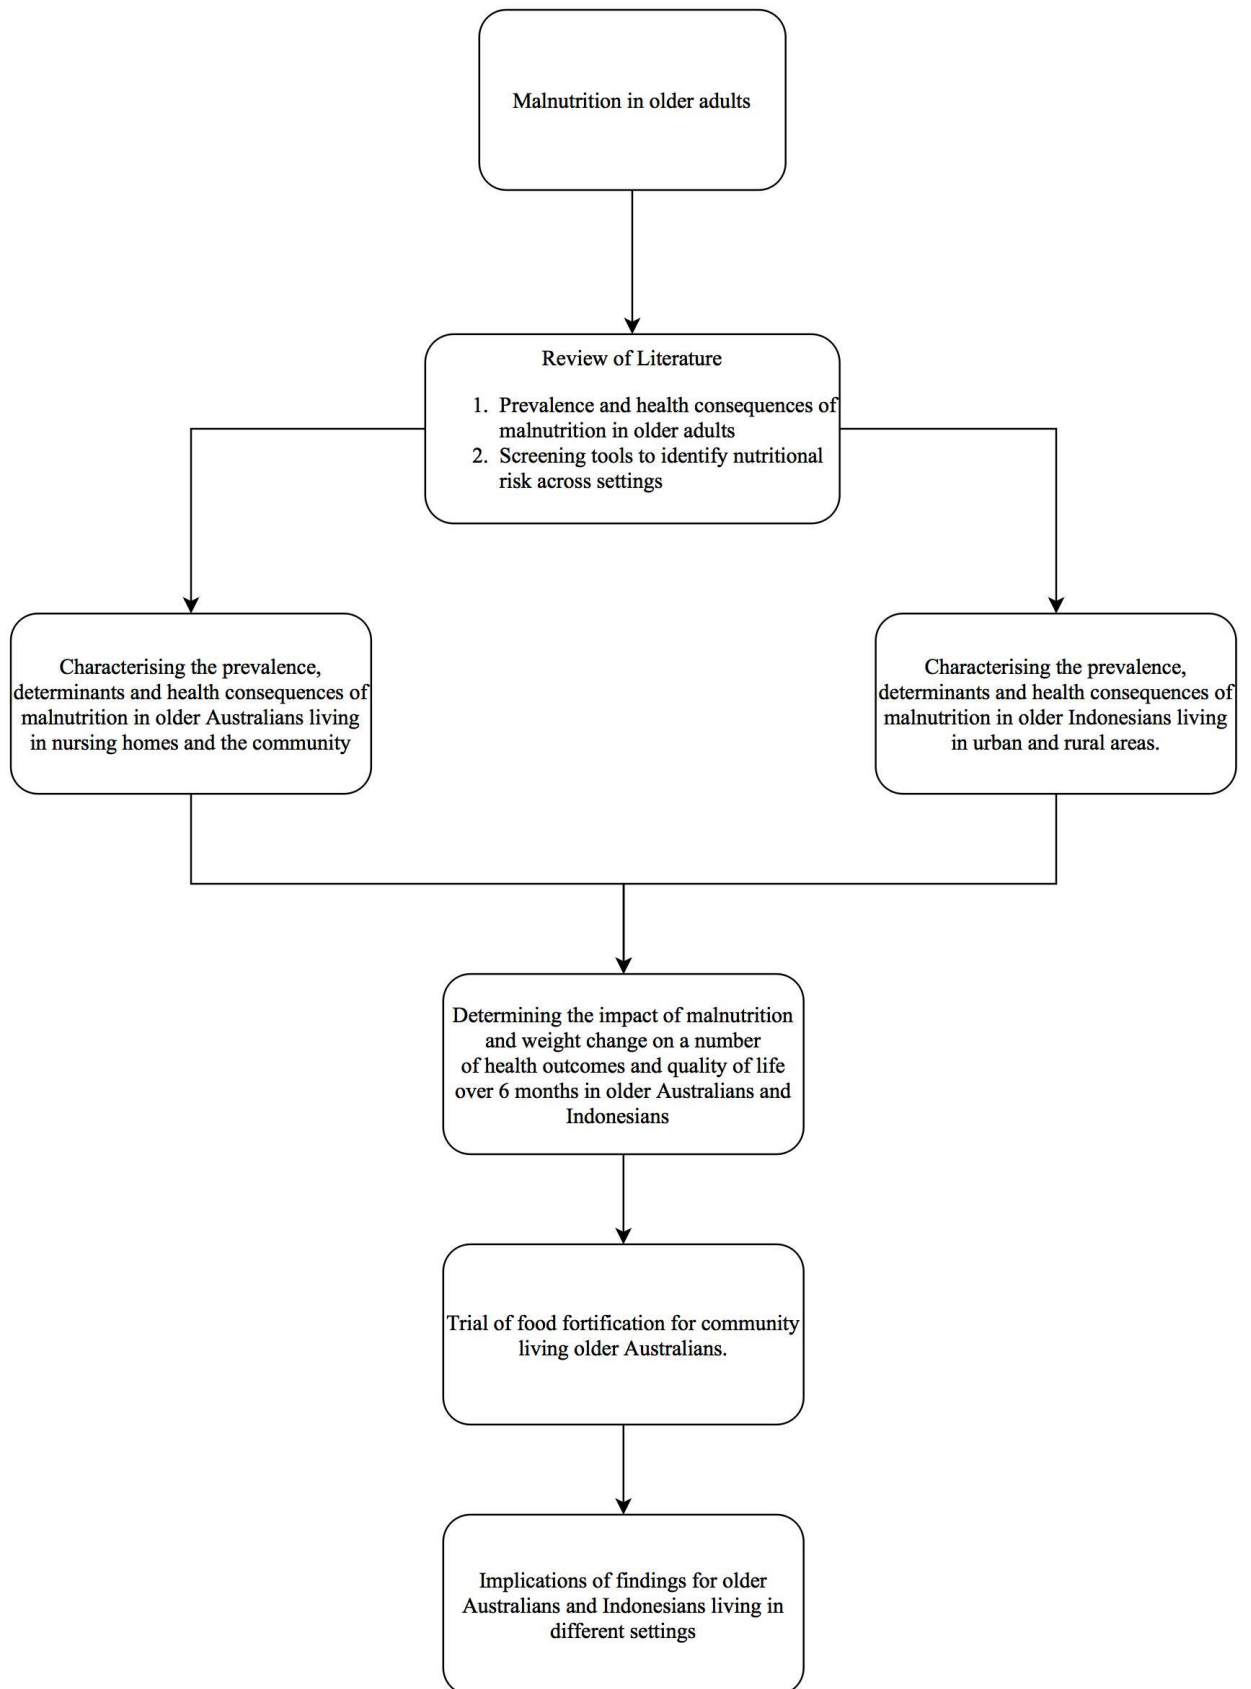 Malnutrition in older adults
Review of Literature
1. Prevalence and health consequences of
malnutrition in older adults
2. Screening tools to identify nutritional
risk across settings
Characterising the prevalence,
determinants and health consequences of
malnutrition in older Australians living
in nursing homes and the community
Characterising the prevalence,
determinants and health consequences of
malnutrition in older Indonesians living
in urban and rural areas.
Determining the impact of malnutrition
and weight change on a number
of health outcomes and quality of life
over 6 months in older Australians and
Indonesians
Trial of food fortification for community
living older Australians.
Implications of findings for older
Australians and Indonesians living in
different settings